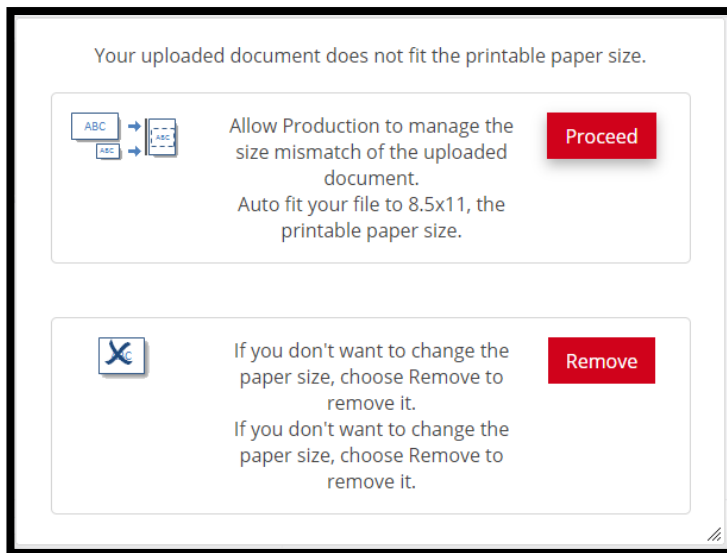 Your uploaded document does not fit the printable paper size.
ABC
ABC
ABC
Allow Production to manage the
size mismatch of the uploaded
document.
Auto fit your file to 8.5x11, the
printable paper size.
Proceed
If you don't want to change the
paper size, choose Remove to
remove it.
If you don't want to change the
paper size, choose Remove to
remove it.
Remove